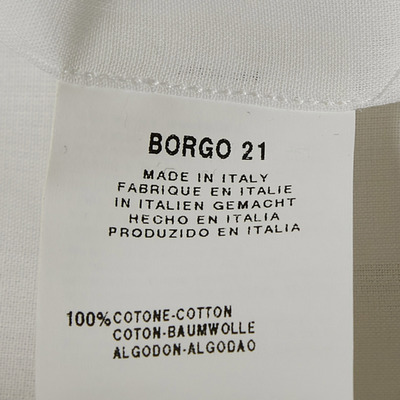 BORGO 21
MADE IN ITALY
FABRIQUE EN ITALIE
IN ITALIEN GEMACHT
HECHO EN ITALIA
PRODUZIDO EN ITALIA
100% COTONE-COTTON
COTON-BAUMWOLLE
ALGODON-ALGODAO